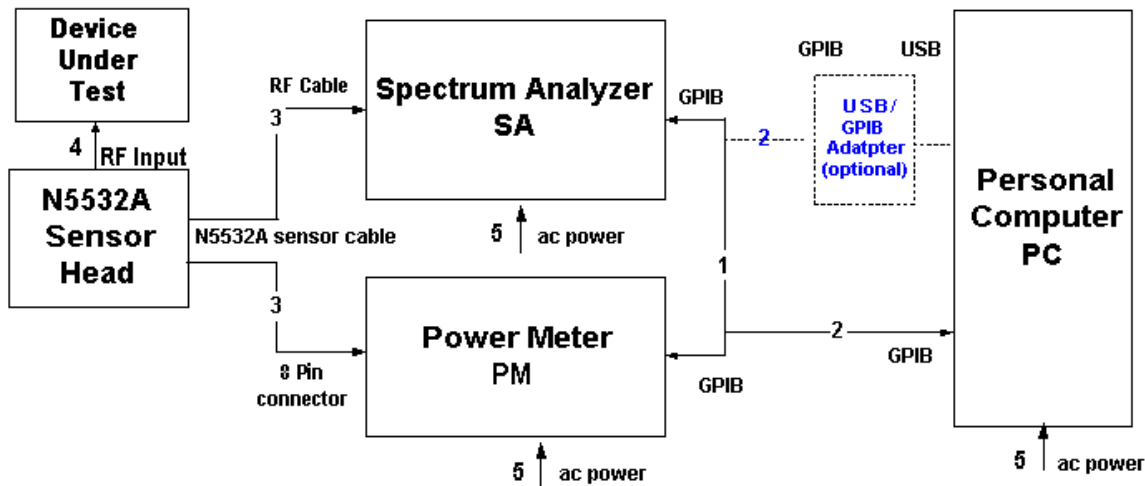 Device
Under
Test
4
RF Input
N5532A
Sensor
Head
N5532A sensor cable
3
RF Cable
3
8 Pin
connector
Spectrum Analyzer
SA
5
ac power
Power Meter
PM
5
ac power
GPIB
1
GPIB
2
GPIB
USB
USB/
GPIB
Adatpter
(optional)
2
GPIB
Personal
Computer
PC
5
ac power